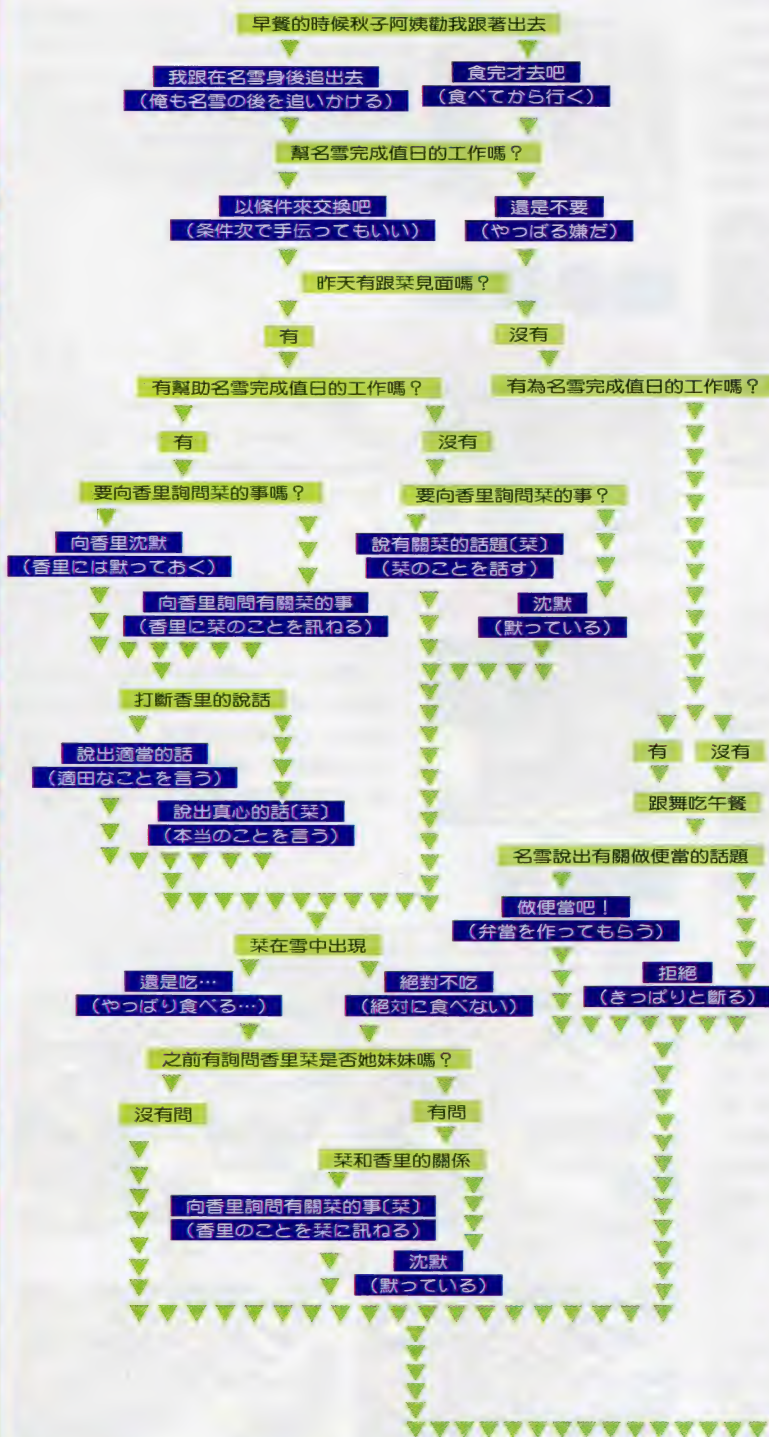 早餐的時候秋子阿姨勸我跟著出去
我跟在名雪身後追出去
(俺も名雪の後を追いかける)
食完才去吧
(食べてから行く)
幫名雪完成值日的工作嗎?
以條件來交換吧
(条件次で手伝ってもいい)
還是不要
(やっぱる嫌だ)
昨天有跟栞見面嗎?
有
沒有
有幫助名雪完成值日的工作嗎?
有為名雪完成值日的工作嗎?
有
沒有
要向香里詢問栞的事嗎?
要向香里詢問栞的事?
向香里沈默
(香里には黙っておく)
說有關栞的話題〔栞〕
(栞のことを話す)
向香里詢問有關栞的事
(香里に栞のことを訊ねる)
沈默
(黙っている)
打斷香里的說話
有
沒有
說出適當的話
(適田なことを言う)
跟舞吃午餐
說出真心的話〔栞〕
(本当のことを言う)
名雪說出有關做便當的話題
做便當吧!
(弁當を作ってもらう)
栞在雪中出現
還是吃…
(やっぱり食べる…)
絕對不吃
(絶対に食べない)
拒絕
(きっぱりと斷る)
之前有詢問香里栞是否她妹妹嗎?
沒有問
有問
栞和香里的關係
向香里詢問有關栞的事〔栞〕
(香里のことを栞に訊ねる)
沈默
(黙っている)